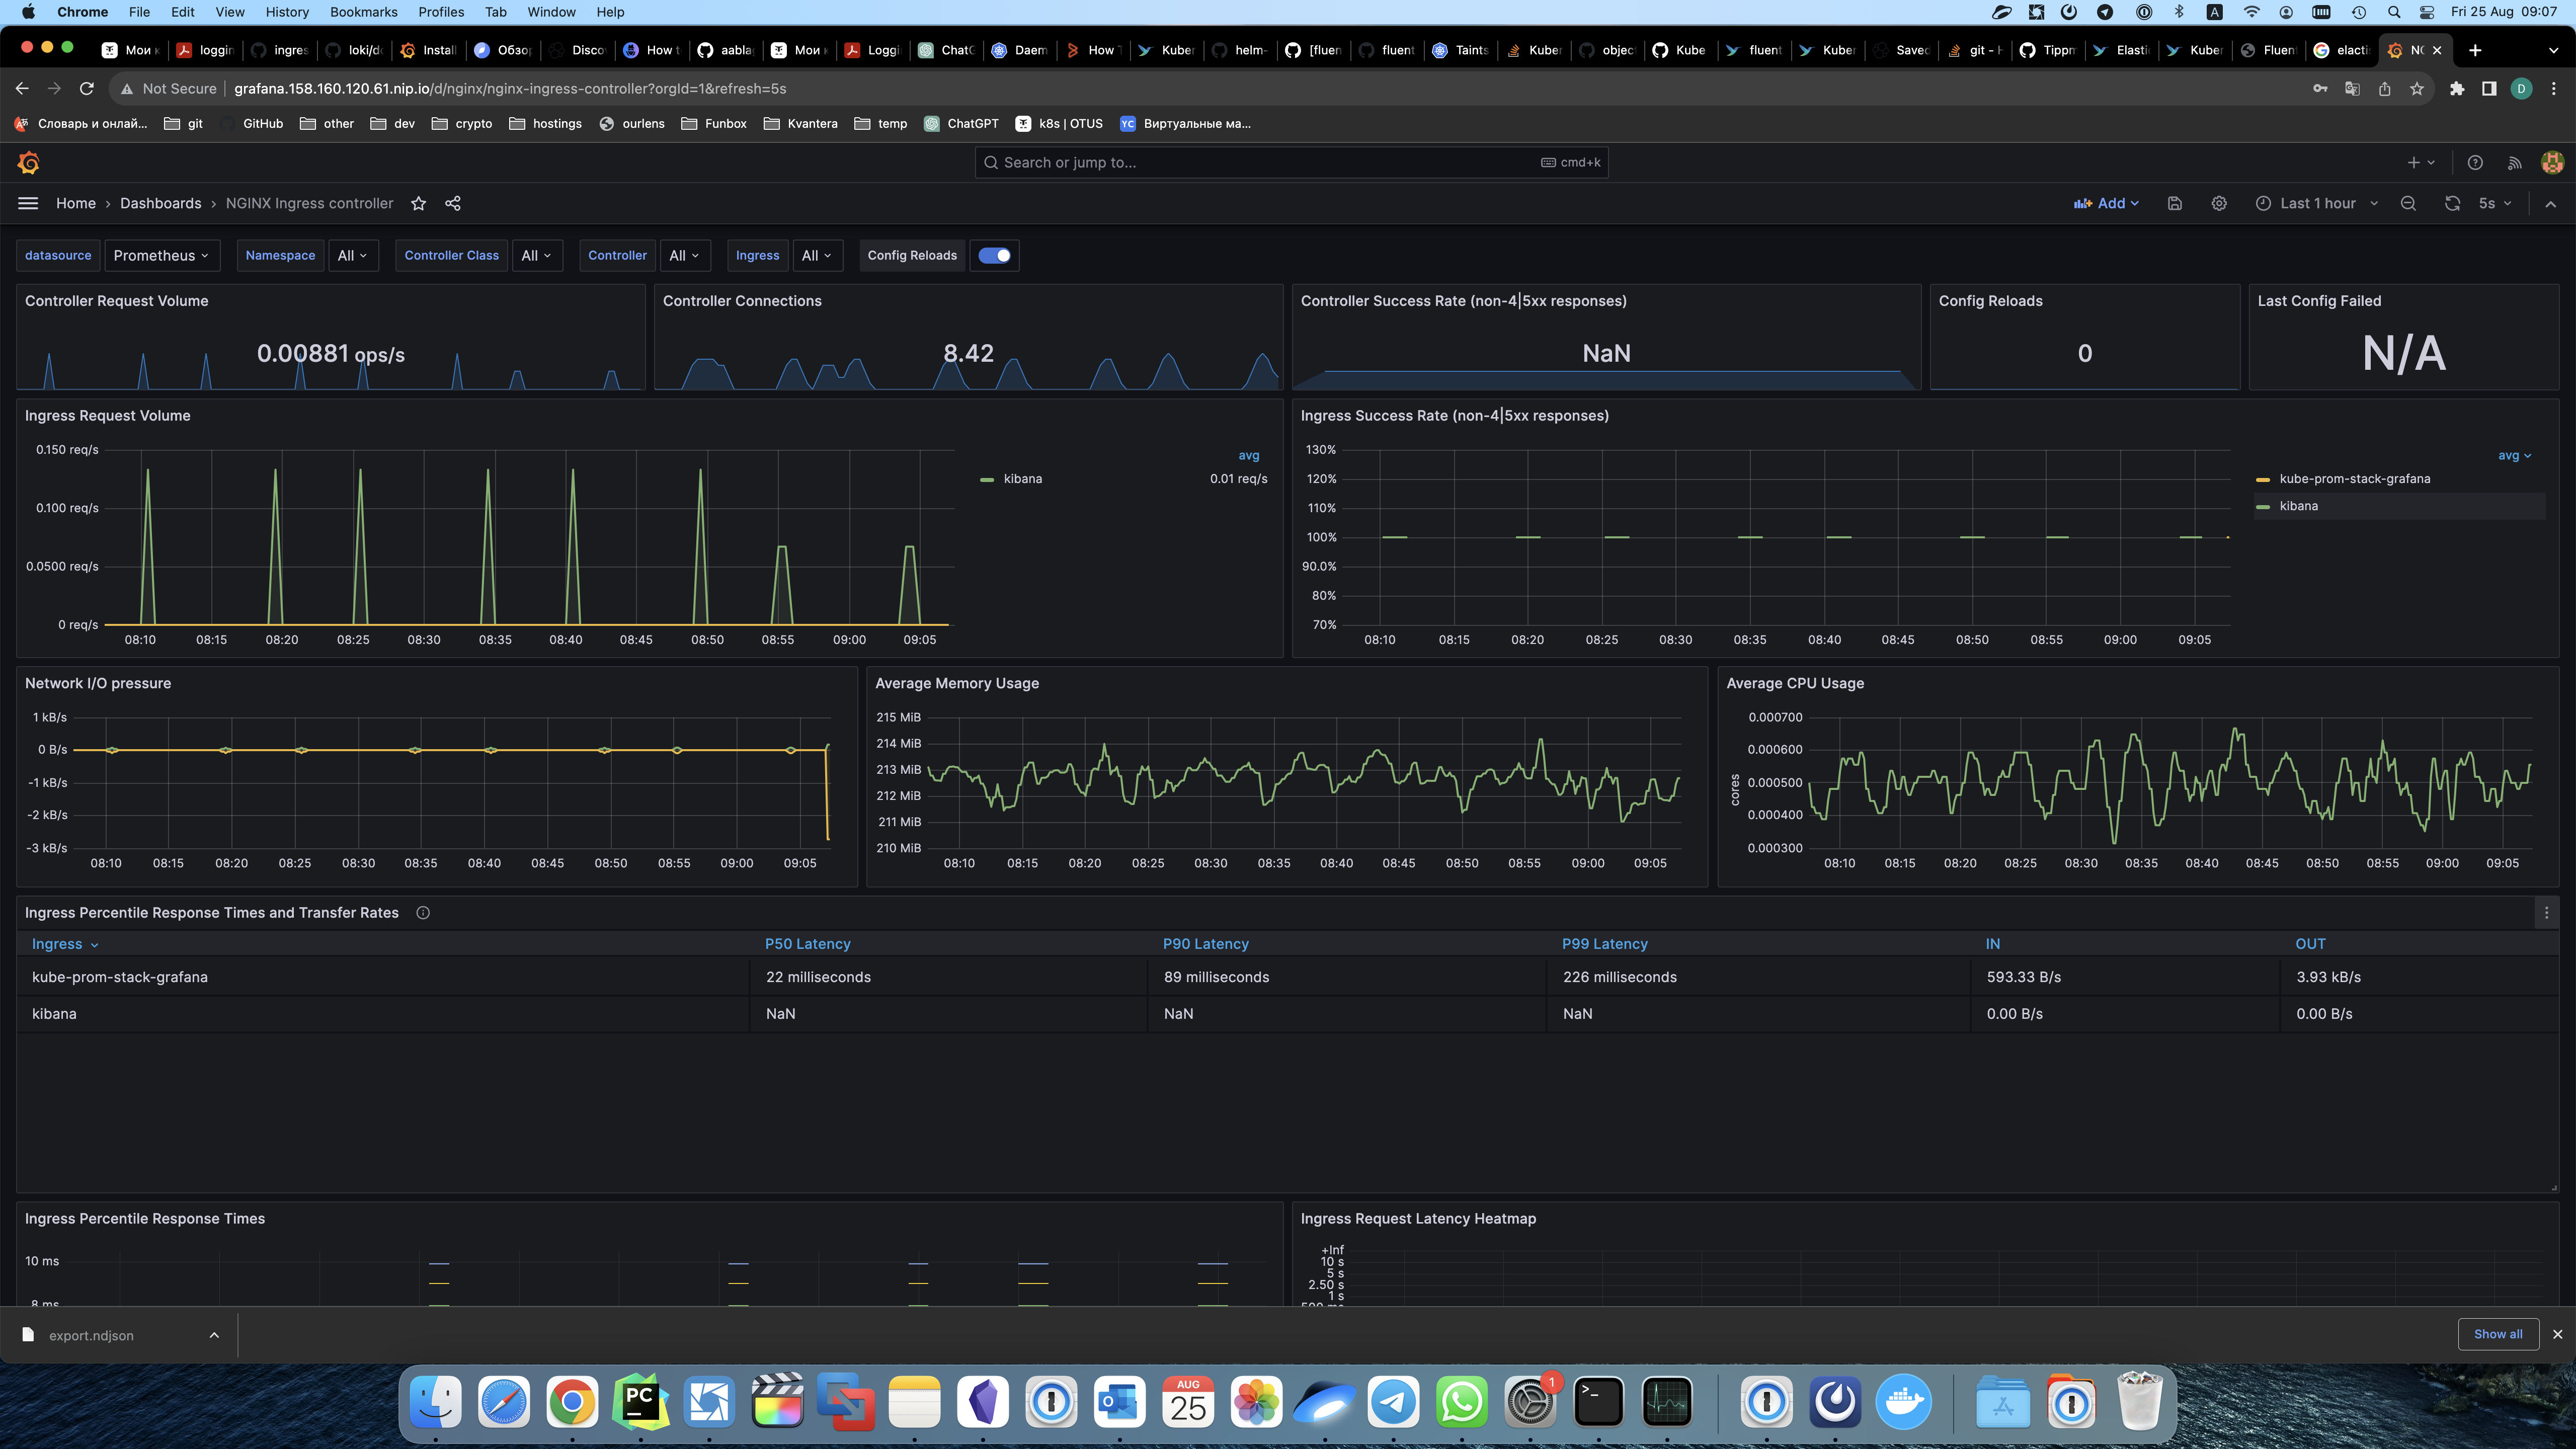 Chrome File Edit View History Bookmarks Profiles Tab Window Help
A Fri 25 Aug 09:07
Мои loggin ingres loki/d Install Обзор Disco How t aabla Мои Loggi ChatG Daem How Kuber helm- [fluen fluent Taints Kuber objec Kube fluent Kuber Saved git - Tippm Elasti Kuber Fluent elacti
Not Secure grafana.158.160.120.61.nip.io/d/nginx/nginx-ingress-controller?orgId=1&refresh=5s
D
Словарь и онлай... git GitHub other dev crypto hostings ourlens Funbox Kvantera temp ChatGPT k8s | OTUS YC Виртуальные ма...
Search or jump to... cmd+k
Home › Dashboards › NGINX Ingress controller
Add Last 1 hour 5s
datasource Prometheus Namespace All Controller Class All Controller All Ingress All Config Reloads
Controller Request Volume
0.00881 ops/s
Controller Connections
8.42
Controller Success Rate (non-4|5xx responses)
NaN
Config Reloads
0
Last Config Failed
N/A
Ingress Request Volume
0.150 req/s
0.100 req/s
0.0500 req/s
0 req/s
08:10 08:15 08:20 08:25 08:30 08:35 08:40 08:45 08:50 08:55 09:00 09:05
avg
kibana 0.01 req/s
Ingress Success Rate (non-4|5xx responses)
130%
120%
110%
100%
90.0%
80%
70%
08:10 08:15 08:20 08:25 08:30 08:35 08:40 08:45 08:50 08:55 09:00 09:05
avg
kube-prom-stack-grafana
kibana
Network I/O pressure
1 kB/s
0 B/s
-1 kB/s
-2 kB/s
-3 kB/s
08:10 08:15 08:20 08:25 08:30 08:35 08:40 08:45 08:50 08:55 09:00 09:05
Average Memory Usage
215 MiB
214 MiB
213 MiB
212 MiB
211 MiB
210 MiB
08:10 08:15 08:20 08:25 08:30 08:35 08:40 08:45 08:50 08:55 09:00 09:05
Average CPU Usage
cores
0.000700
0.000600
0.000500
0.000400
0.000300
08:10 08:15 08:20 08:25 08:30 08:35 08:40 08:45 08:50 08:55 09:00 09:05
Ingress Percentile Response Times and Transfer Rates
Ingress P50 Latency P90 Latency P99 Latency IN OUT
kube-prom-stack-grafana 22 milliseconds 89 milliseconds 226 milliseconds 593.33 B/s 3.93 kB/s
kibana NaN NaN NaN 0.00 B/s 0.00 B/s
Ingress Percentile Response Times
10 ms
8 ms
Ingress Request Latency Heatmap
+Inf
10 s
5 s
2.50 s
1 s
500 ms
export.ndjson
Show all
PC
AUG
25
1